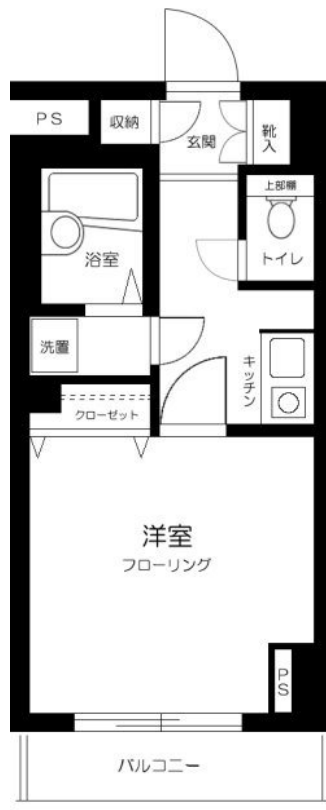 PS
収納
玄関
靴入
上部棚
トイレ
浴室
洗置
キッチン
クローゼット
洋室
フローリング
PS
バルコニー